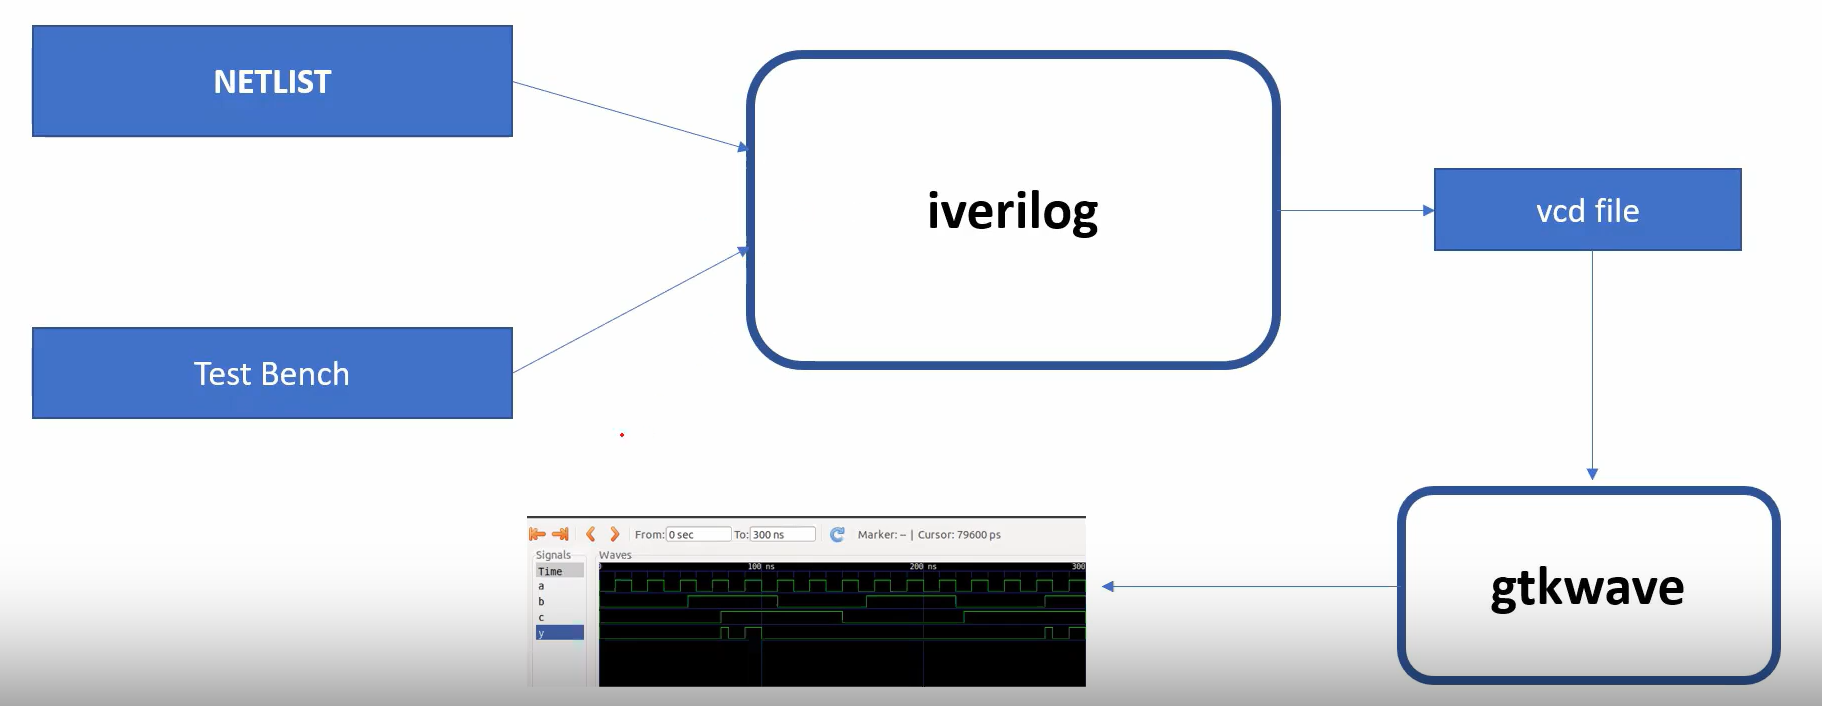 NETLIST
iverilog
vcd file
Test Bench
From: 0 sec To: 300 ns Marker: -- | Cursor: 79600 ps
Signals Waves
Time 100 ns 200 ns 300
a
b
c
y
gtkwave